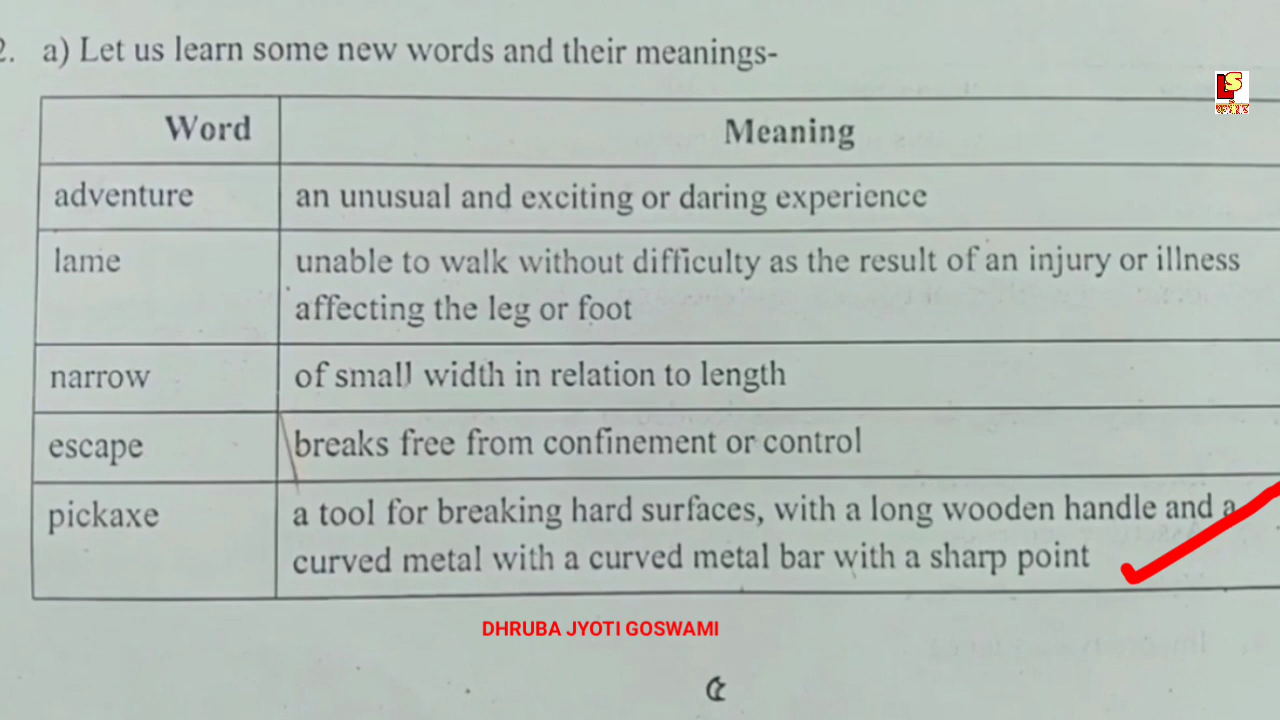 2. a) Let us learn some new words and their meanings-
Word Meaning
adventure an unusual and exciting or daring experience
lame unable to walk without difficulty as the result of an injury or illness
affecting the leg or foot
narrow of small width in relation to length
escape breaks free from confinement or control
pickaxe a tool for breaking hard surfaces, with a long wooden handle and a
curved metal with a curved metal bar with a sharp point
DHRUBA JYOTI GOSWAMI
LS